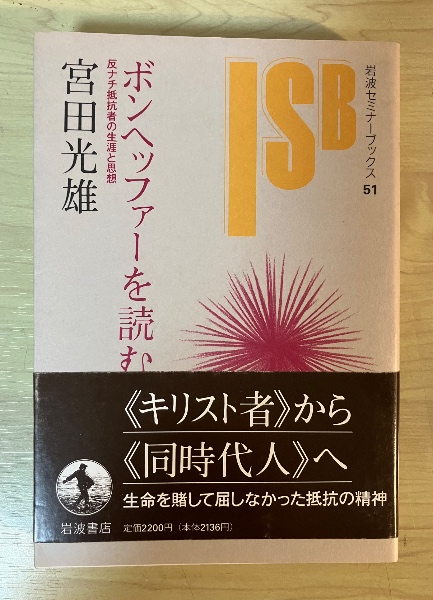 岩波セミナーブックス 51
ISB
ボンヘッファーを読む
反ナチ抵抗者の生涯と思想
宮田光雄
《キリスト者》から
《同時代人》へ
生命を賭して屈しなかった抵抗の精神
岩波書店
定価2200円(本体2136円)